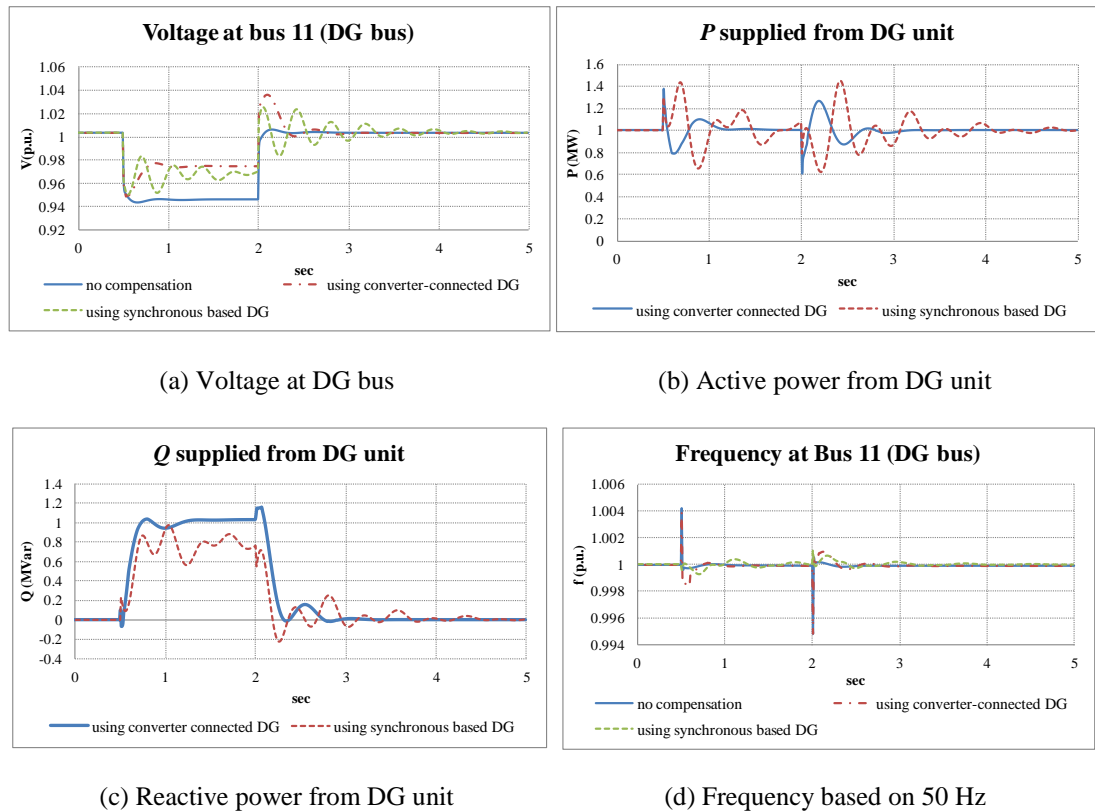 Voltage at bus 11 (DG bus)
1.06
1.04
1.02
1
0.98
0.96
0.94
0.92
V(p.u.)
0 1 2 3 4 5
sec
no compensation
using converter-connected DG
using synchronous based DG
(a) Voltage at DG bus
P supplied from DG unit
1.6
1.4
1.2
1
0.8
0.6
0.4
0.2
0
P (MW)
0 1 2 3 4 5
sec
using converter connected DG
using synchronous based DG
(b) Active power from DG unit
Q supplied from DG unit
1.4
1.2
1
0.8
0.6
0.4
0.2
0
-0.2
-0.4
Q (MVar)
0 1 2 3 4 5
sec
using converter connected DG
using synchronous based DG
(c) Reactive power from DG unit
Frequency at Bus 11 (DG bus)
1.006
1.004
1.002
1
0.998
0.996
0.994
f (p.u.)
0 1 2 3 4 5
sec
no compensation
using converter-connected DG
using synchronous based DG
(d) Frequency based on 50 Hz